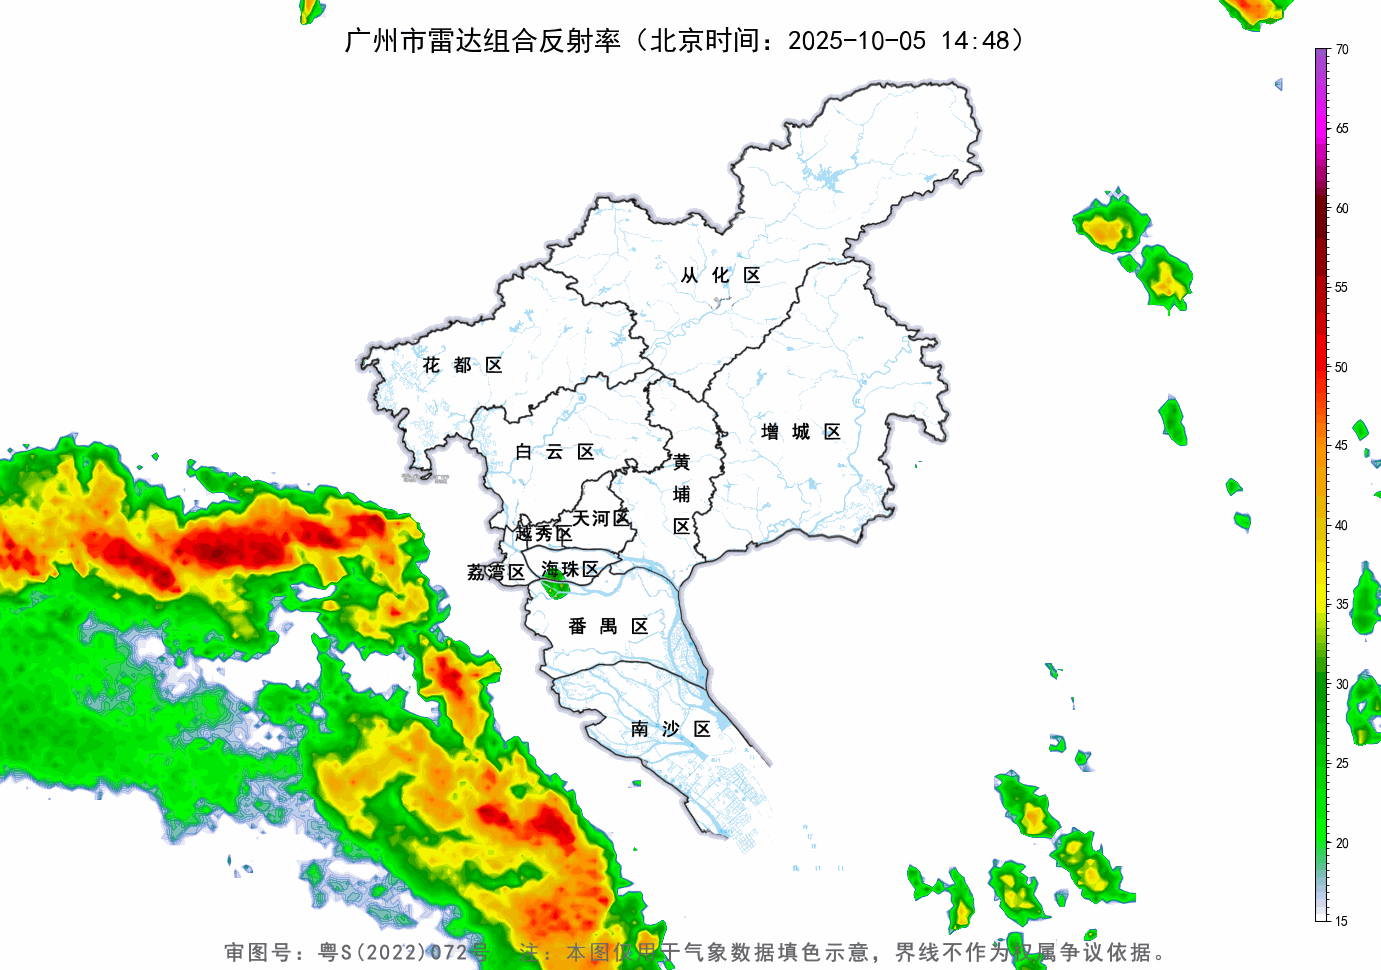 广州市雷达组合反射率（北京时间：2025-10-05 14:48）
70
65
60
55
50
45
40
35
30
25
20
15
从化区
花都区
增城区
白云区
黄埔区
天河区
越秀区
海珠区
荔湾区
番禺区
南沙区
审图号：粤S(2022)072号 注：本图仅用于气象数据填色示意，界线不作为权属争议依据。